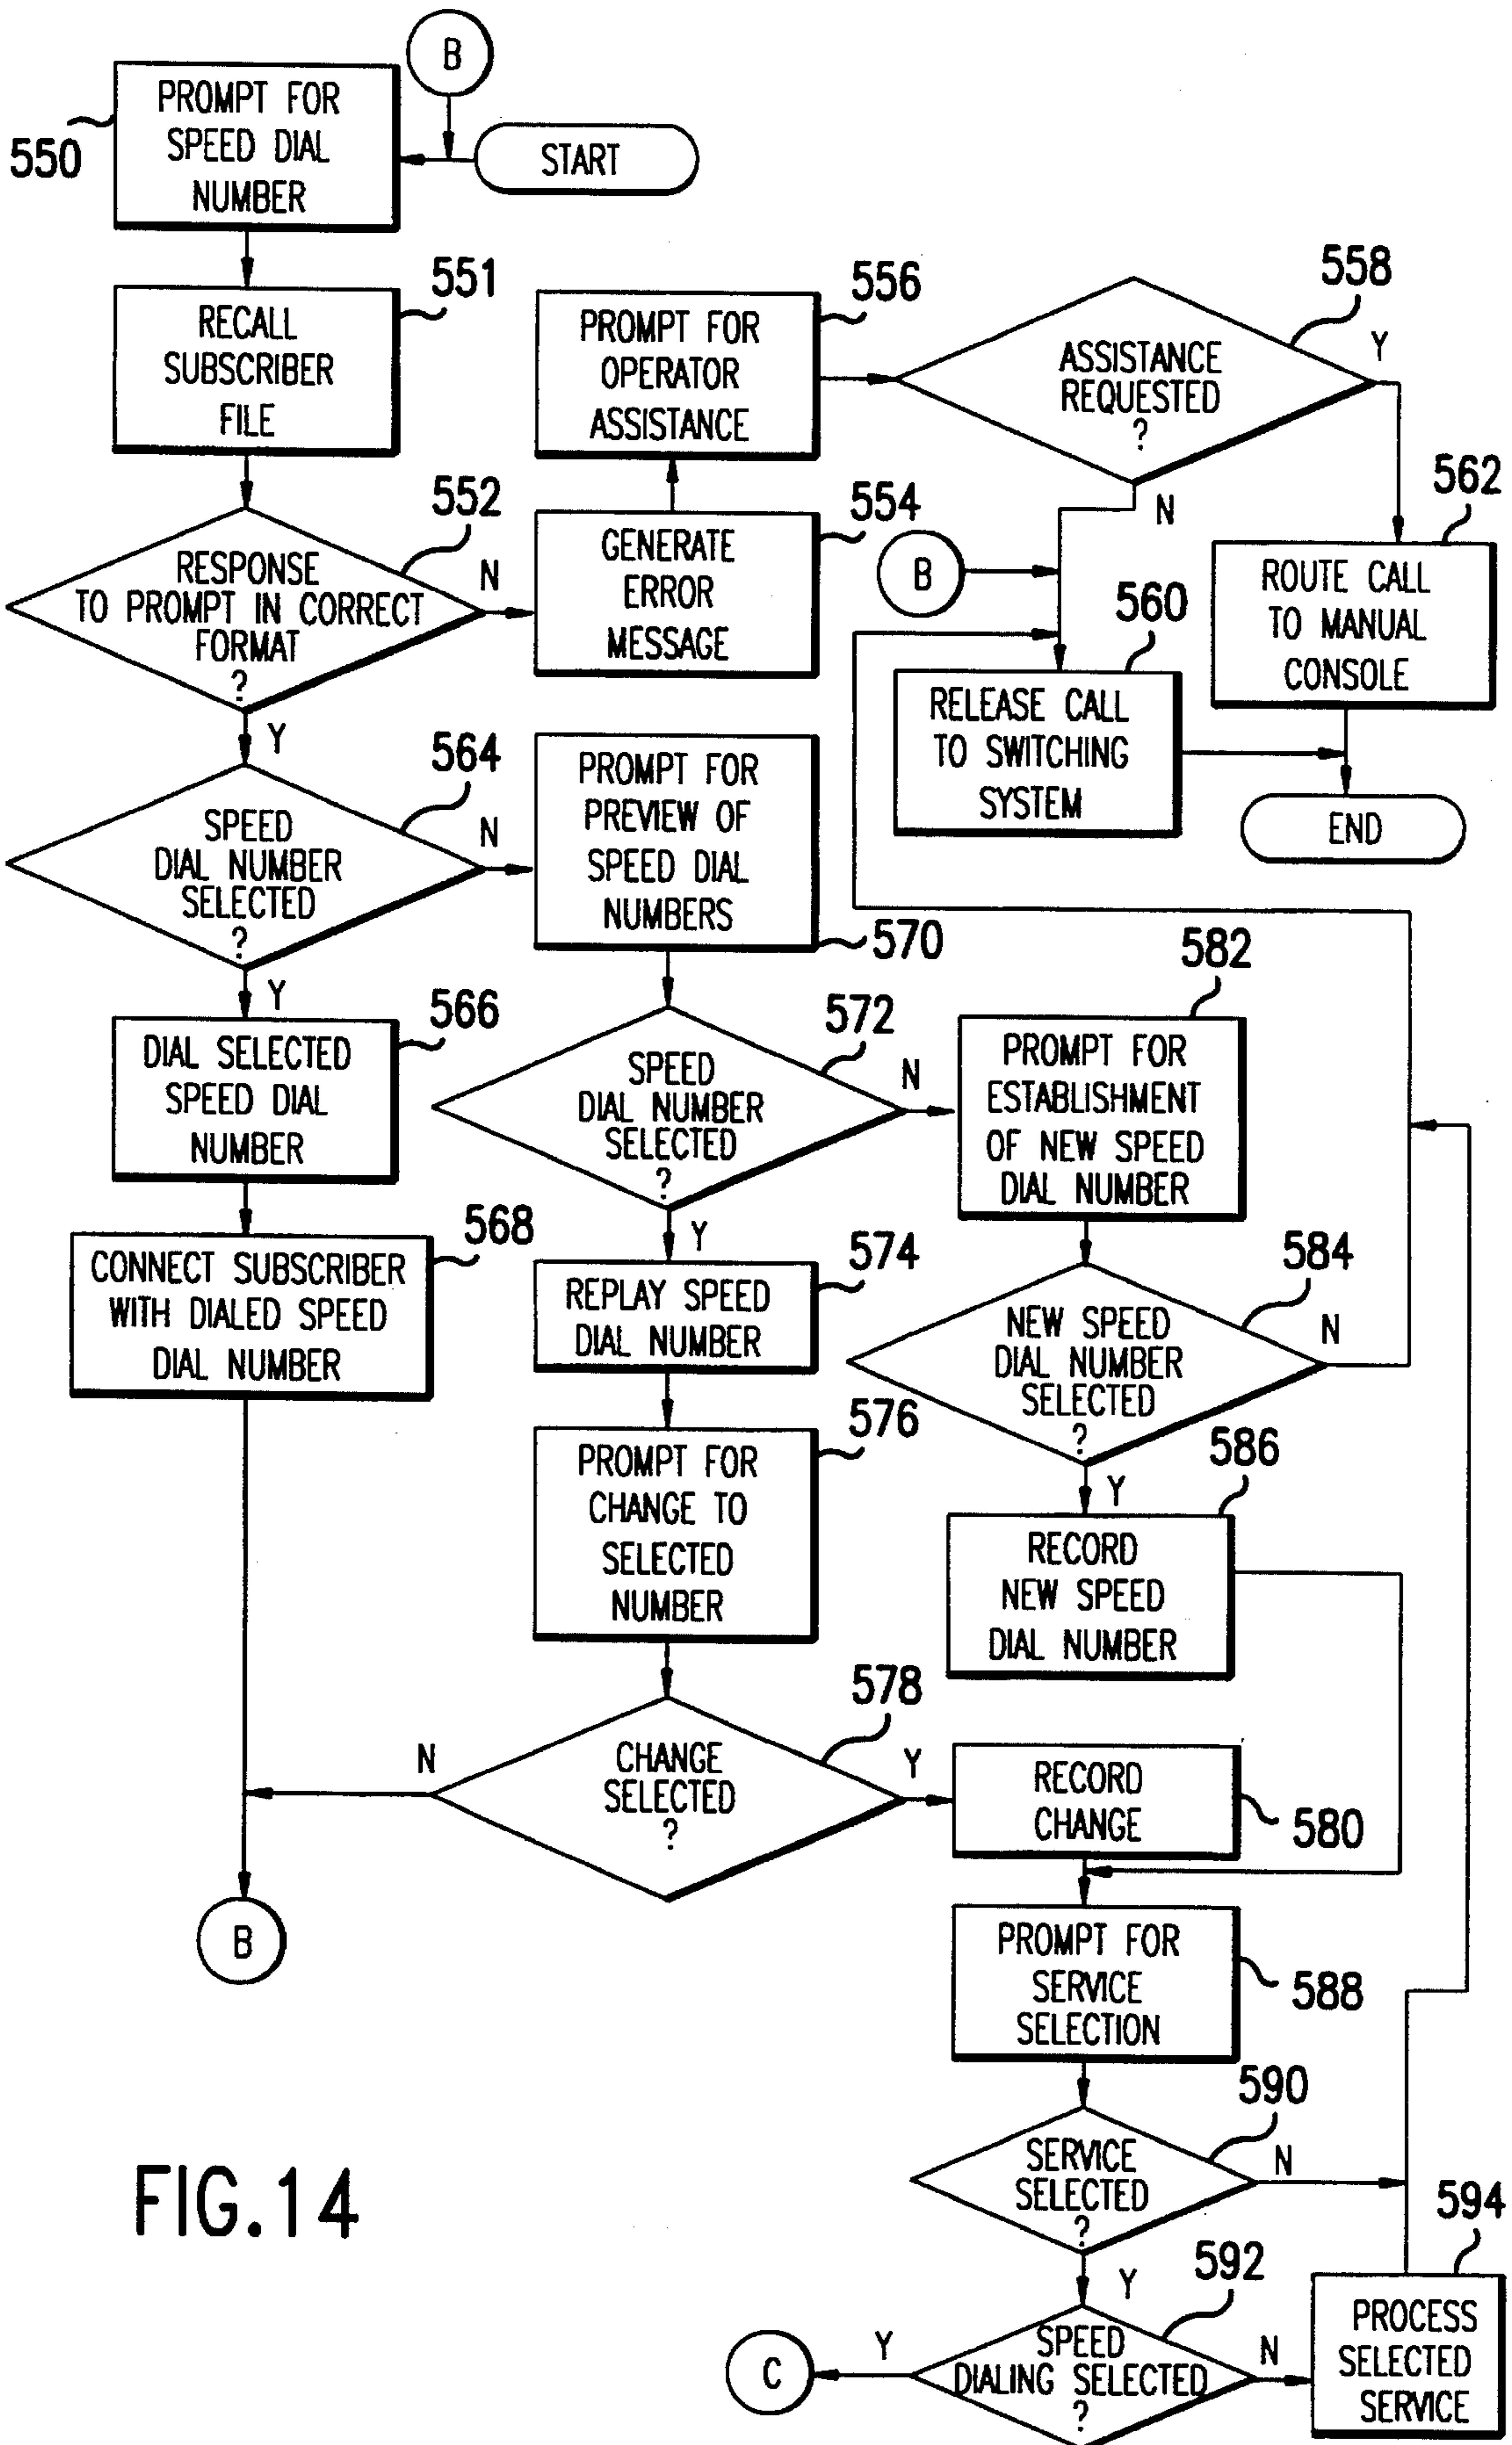 B
PROMPT FOR
SPEED DIAL
NUMBER
550
START
551
RECALL
SUBSCRIBER
FILE
556
PROMPT FOR
OPERATOR
ASSISTANCE
558
ASSISTANCE
REQUESTED
?
Y
N
552
RESPONSE
TO PROMPT IN CORRECT
FORMAT
?
N
Y
554
GENERATE
ERROR
MESSAGE
B
562
ROUTE CALL
TO MANUAL
CONSOLE
560
RELEASE CALL
TO SWITCHING
SYSTEM
END
564
SPEED
DIAL NUMBER
SELECTED
?
N
Y
PROMPT FOR
PREVIEW OF
SPEED DIAL
NUMBERS
570
566
DIAL SELECTED
SPEED DIAL
NUMBER
572
SPEED
DIAL NUMBER
SELECTED
?
N
Y
582
PROMPT FOR
ESTABLISHMENT
OF NEW SPEED
DIAL NUMBER
568
CONNECT SUBSCRIBER
WITH DIALED SPEED
DIAL NUMBER
574
REPLAY SPEED
DIAL NUMBER
584
NEW SPEED
DIAL NUMBER
SELECTED
?
N
Y
576
PROMPT FOR
CHANGE TO
SELECTED
NUMBER
586
RECORD
NEW SPEED
DIAL NUMBER
578
CHANGE
SELECTED
?
N
Y
RECORD
CHANGE
580
B
PROMPT FOR
SERVICE
SELECTION
588
590
SERVICE
SELECTED
?
N
Y
592
SPEED
DIALING SELECTED
?
Y
N
C
594
PROCESS
SELECTED
SERVICE
FIG.14